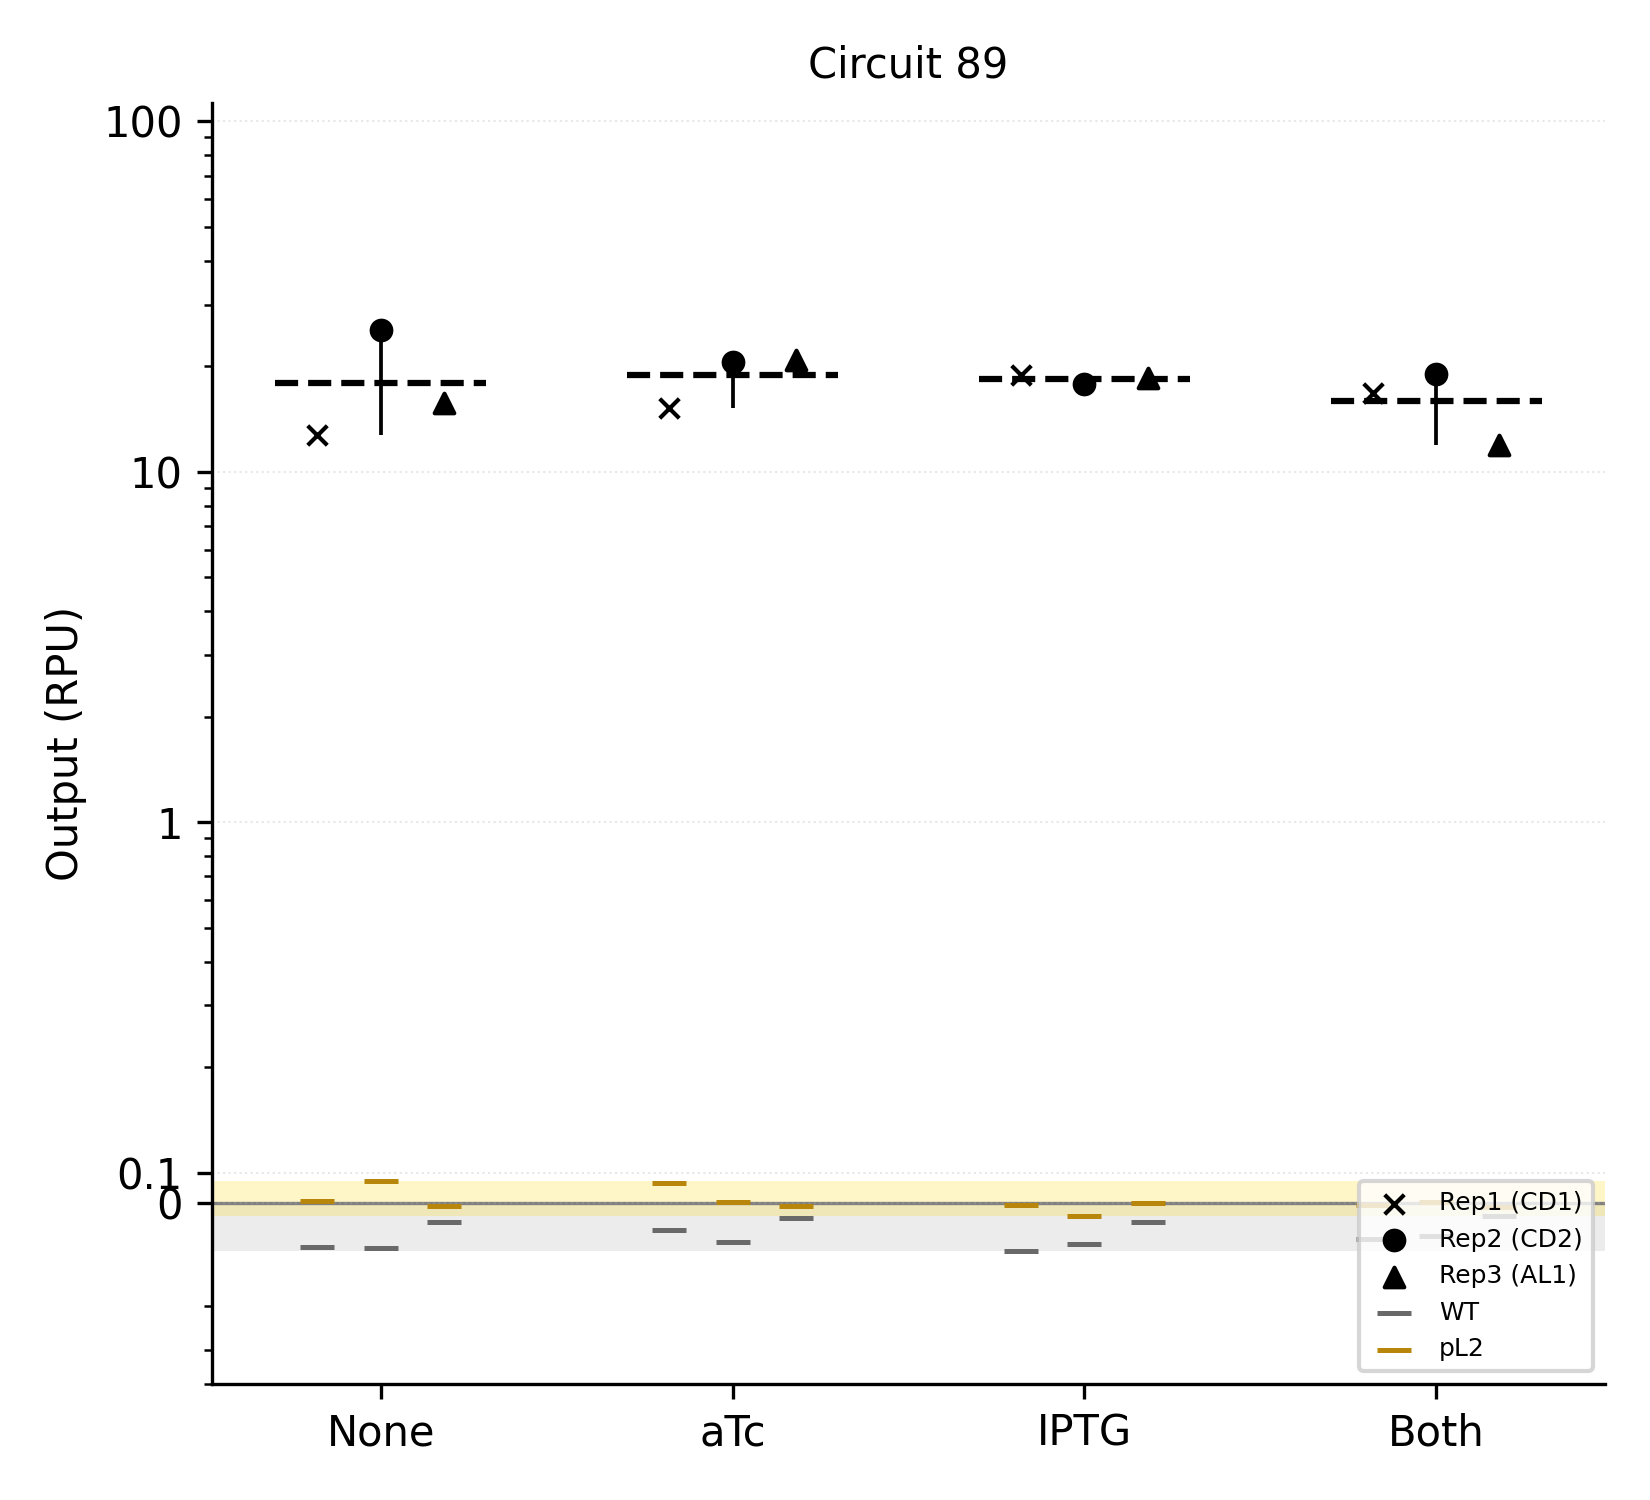 Circuit 89
100
10
1
0.1
0
Output (RPU)
None
aTc
IPTG
Both
Rep1 (CD1)
Rep2 (CD2)
Rep3 (AL1)
WT
pL2